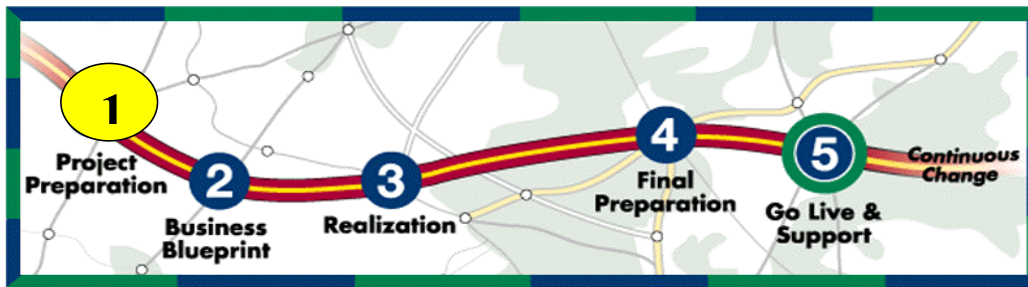 1
Project
Preparation
2
Business
Blueprint
3
Realization
4
Final
Preparation
5
Go Live &
Support
Continuous
Change